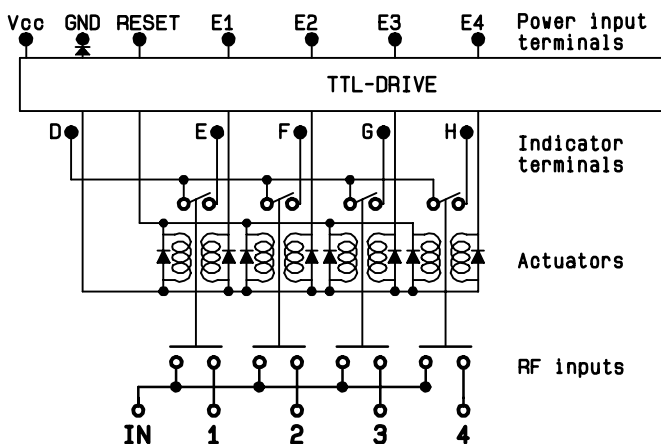 Vcc GND RESET E1 E2 E3 E4 Power input
terminals
TTL-DRIVE
D E F G H Indicator
terminals
Actuators
RF inputs
IN 1 2 3 4